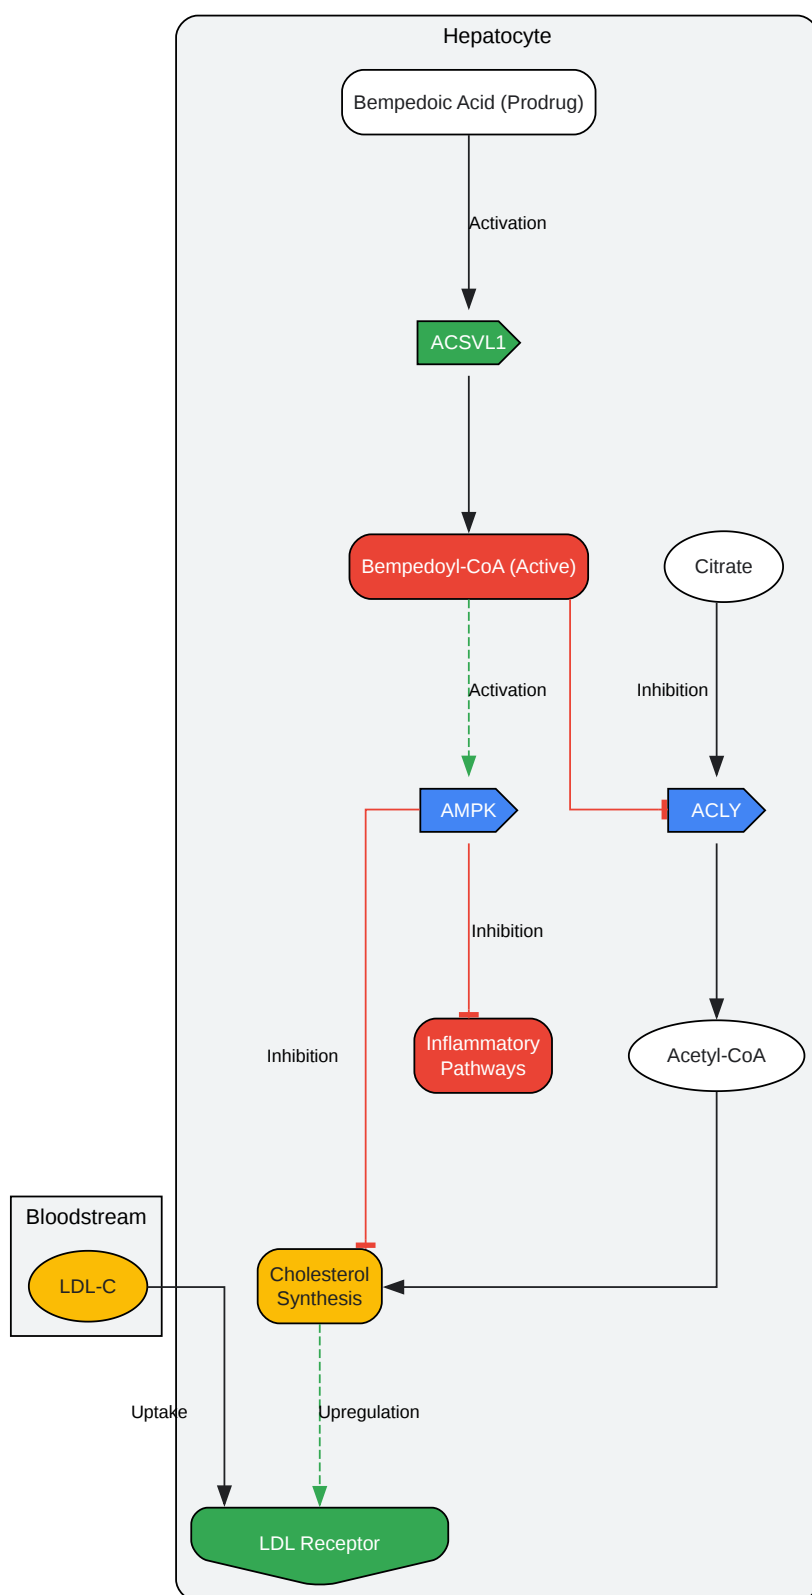 Hepatocyte
Bempedoic Acid (Prodrug)
Activation
ACSVL1
Bempedoyl-CoA (Active)
Citrate
Activation
Inhibition
AMPK
ACLY
Inhibition
Inflammatory
Pathways
Inhibition
Acetyl-CoA
Bloodstream
LDL-C
Cholesterol
Synthesis
Uptake
Upregulation
LDL Receptor